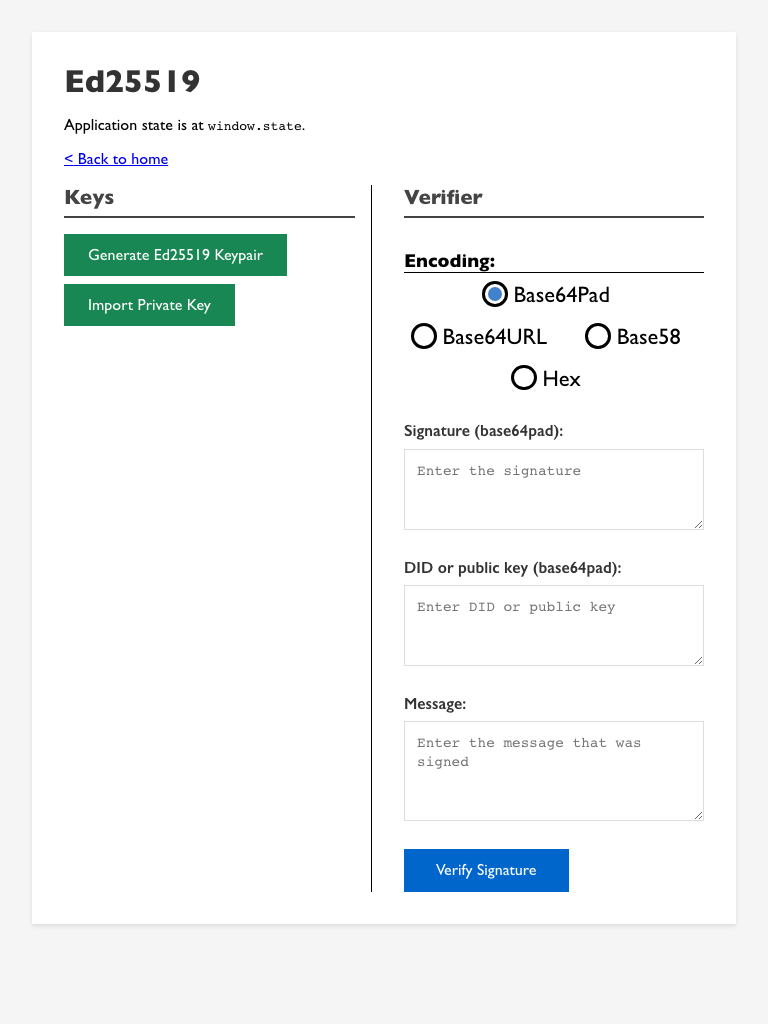 Ed25519
Application state is at window.state.
< Back to home
Keys
Generate Ed25519 Keypair
Import Private Key
Verifier
Encoding:
Base64Pad
Base64URL Base58
Hex
Signature (base64pad):
Enter the signature
DID or public key (base64pad):
Enter DID or public key
Message:
Enter the message that was
signed
Verify Signature